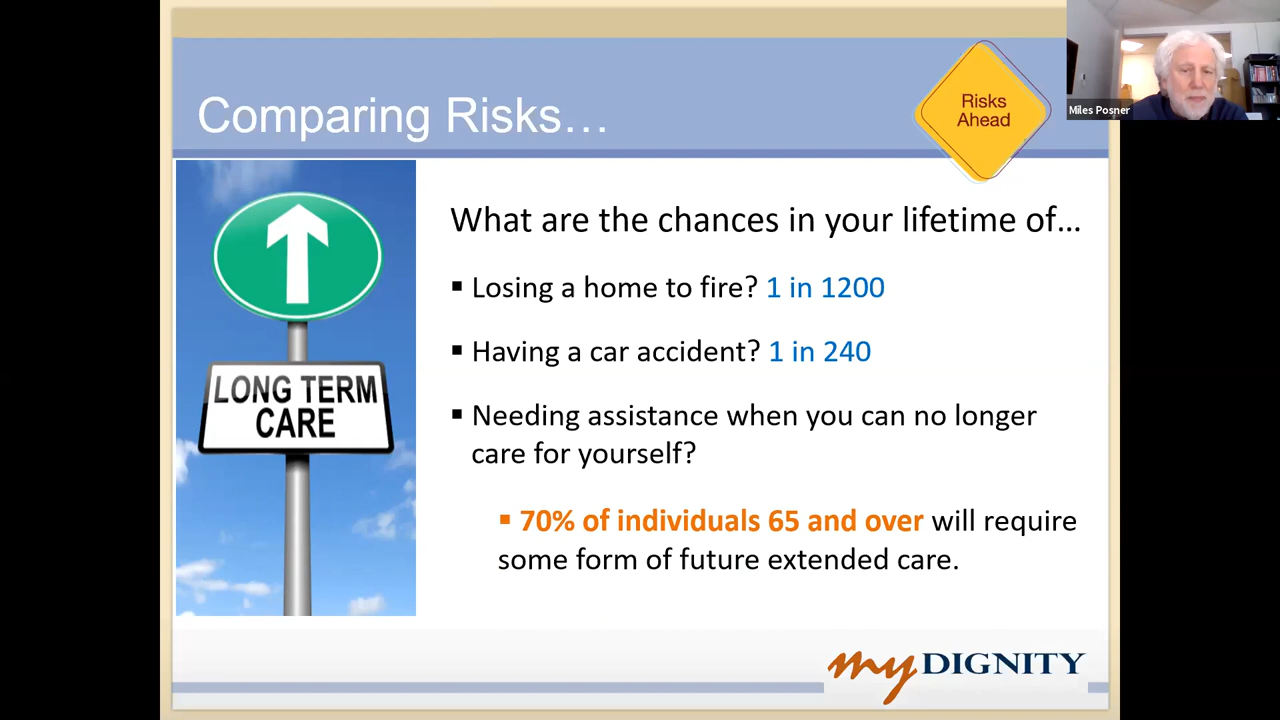 Comparing Risks…
Risks
Ahead
Miles Posner
LONG TERM
CARE
What are the chances in your lifetime of…
▪ Losing a home to fire? 1 in 1200
▪ Having a car accident? 1 in 240
▪ Needing assistance when you can no longer
care for yourself?
▪ 70% of individuals 65 and over will require
some form of future extended care.
my DIGNITY